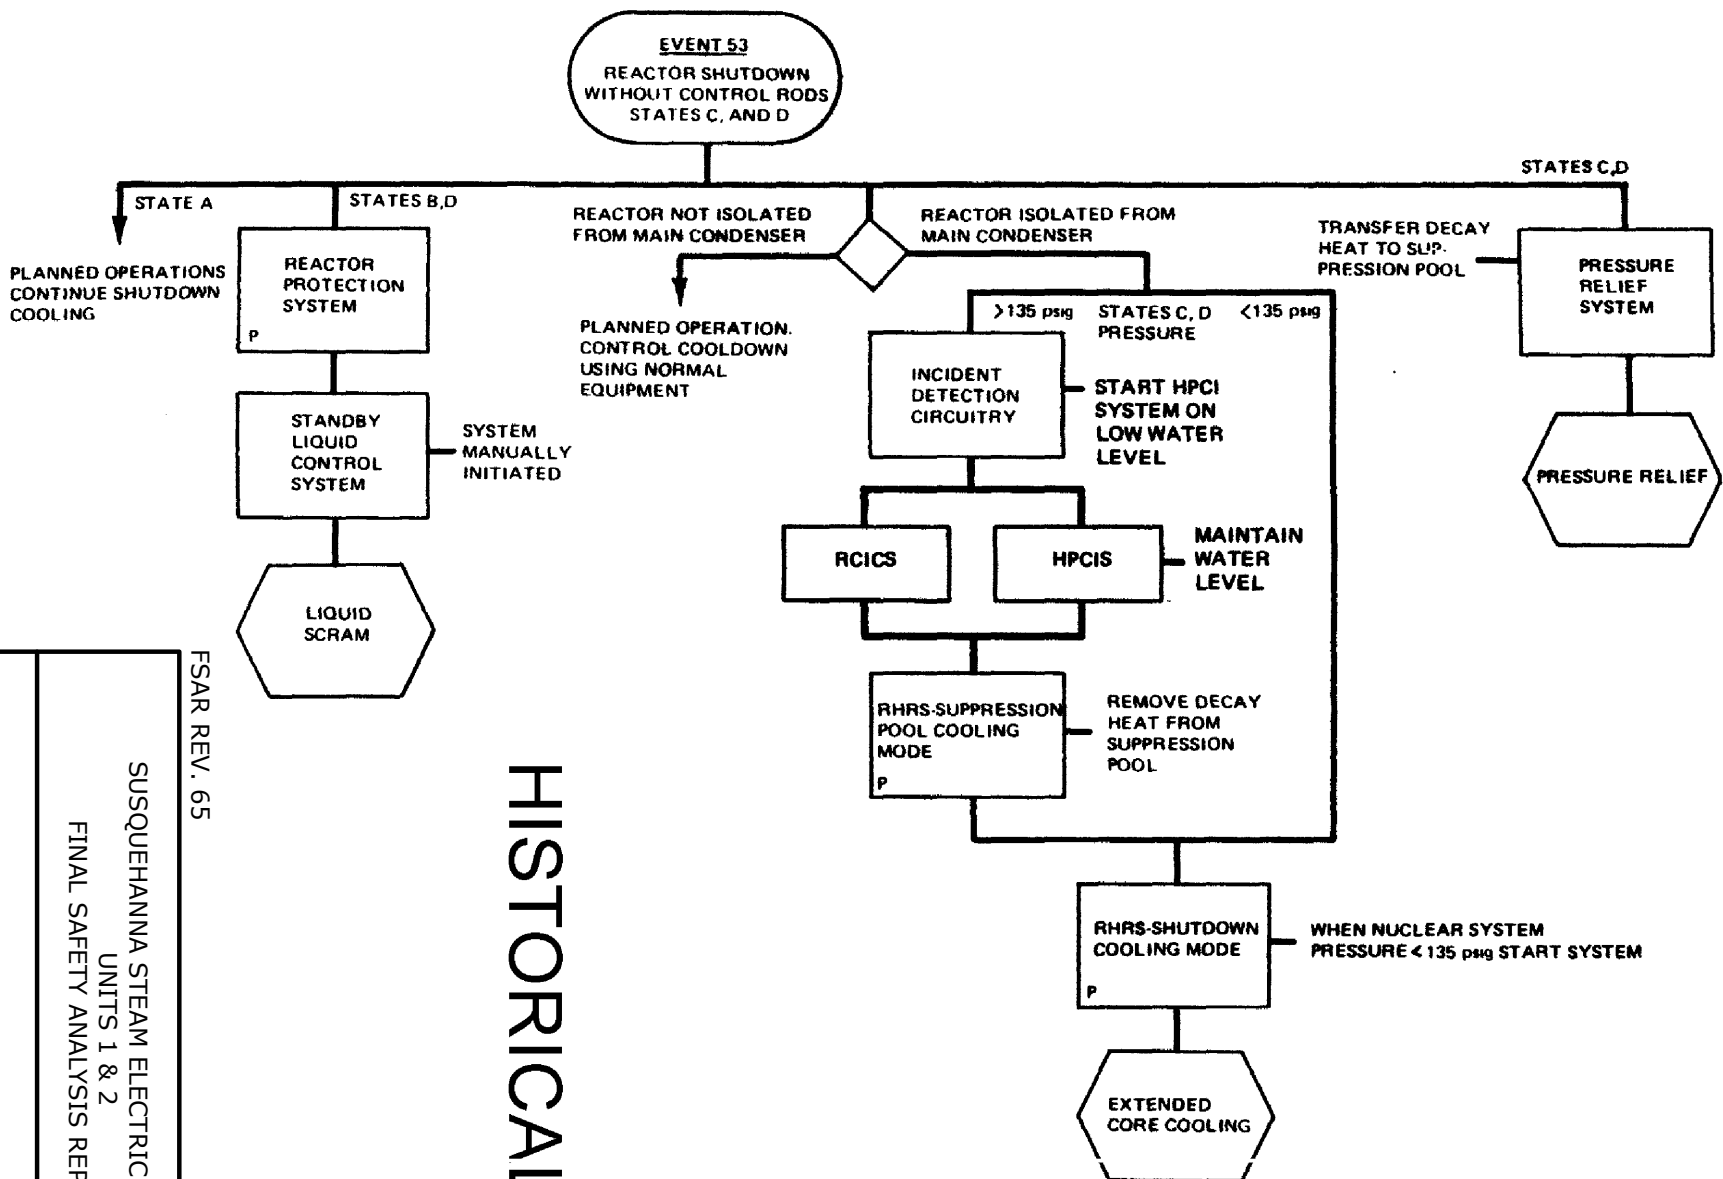 EVENT 53
REACTOR SHUTDOWN
WITHOUT CONTROL RODS
STATES C, AND D
STATE A
PLANNED OPERATIONS
CONTINUE SHUTDOWN
COOLING
STATES B,D
REACTOR
PROTECTION
SYSTEM
P
STANDBY
LIQUID
CONTROL
SYSTEM
SYSTEM
MANUALLY
INITIATED
LIQUID
SCRAM
REACTOR NOT ISOLATED
FROM MAIN CONDENSER
PLANNED OPERATION.
CONTROL COOLDOWN
USING NORMAL
EQUIPMENT
REACTOR ISOLATED FROM
MAIN CONDENSER
>135 psig STATES C, D <135 psig
PRESSURE
INCIDENT
DETECTION
CIRCUITRY
START HPCI
SYSTEM ON
LOW WATER
LEVEL
RCICS
HPCIS
MAINTAIN
WATER
LEVEL
RHRS-SUPPRESSION
POOL COOLING
MODE
P
REMOVE DECAY
HEAT FROM
SUPPRESSION
POOL
RHRS-SHUTDOWN
COOLING MODE
P
WHEN NUCLEAR SYSTEM
PRESSURE < 135 psig START SYSTEM
EXTENDED
CORE COOLING
STATES C,D
TRANSFER DECAY
HEAT TO SUP-
PRESSION POOL
PRESSURE
RELIEF
SYSTEM
PRESSURE RELIEF
FSAR REV. 65
SUSQUEHANNA STEAM ELECTRIC
UNITS 1 & 2
FINAL SAFETY ANALYSIS REP
HISTORICAL